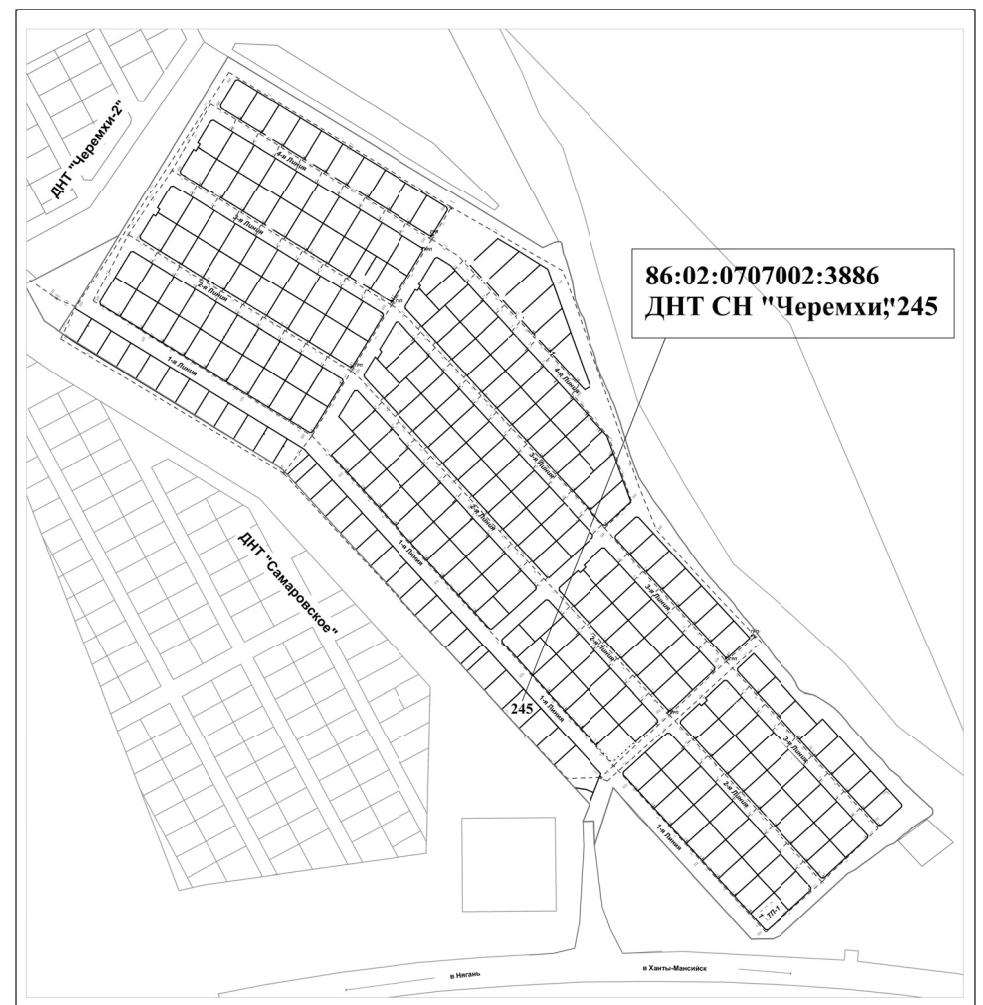 ДНТ "Черемхи-2"
4-я Линия
3-я Линия
2-я Линия
1-я Линия
86:02:0707002:3886
ДНТ СН "Черемхи,"245
4-я Линия
3-я Линия
2-я Линия
1-я Линия
ДНТ "Самаровское"
3-я Линия
2-я Линия
1-я Линия
245
3-я Линия
2-я Линия
1-я Линия
ТП-1
в Нягань
в Ханты-Мансийск